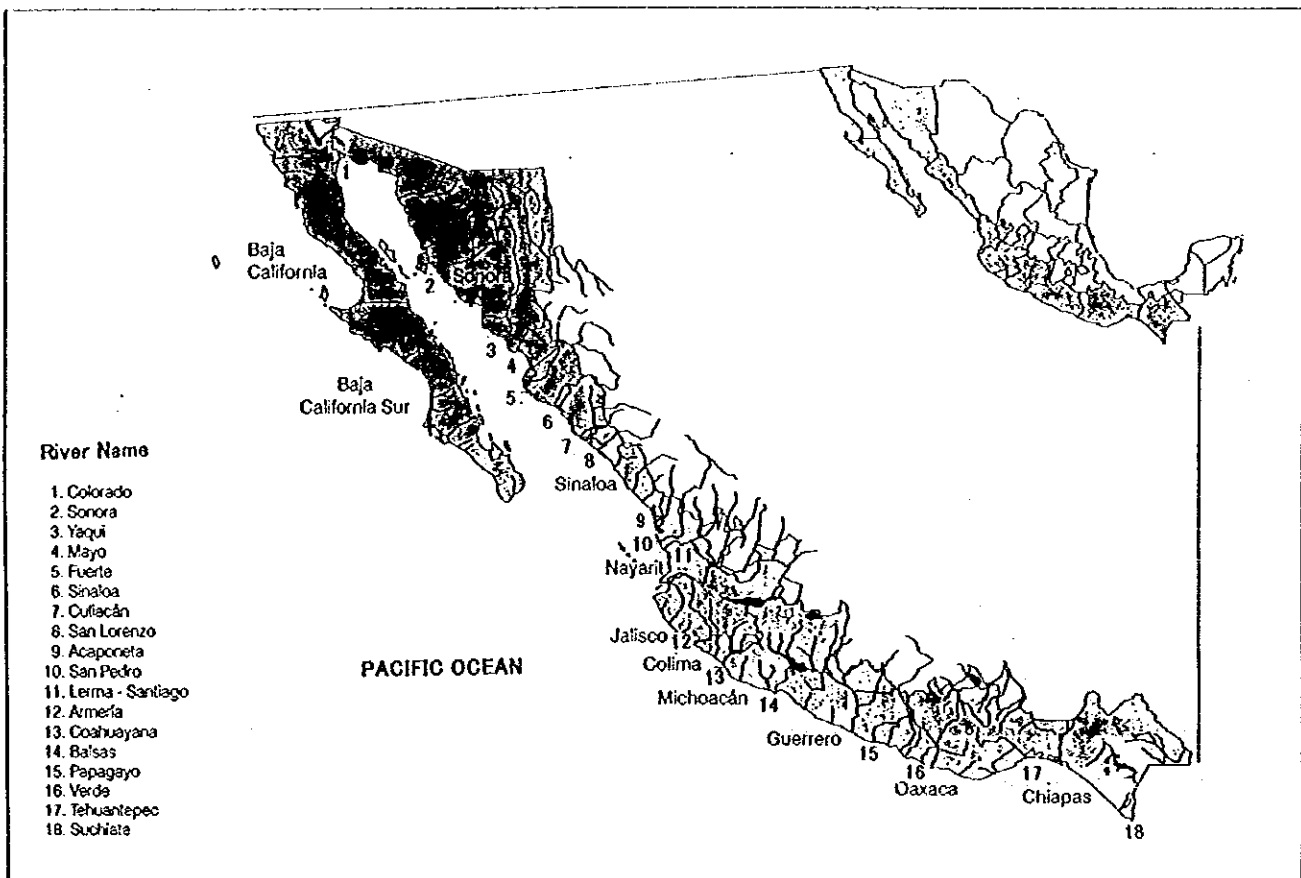 1
Baja
California
2
Sonora
3
4
5
Baja
California Sur
6
7
8
Sinaloa
9
10
11
Nayarit
Jalisco
12
Colima
13
PACIFIC OCEAN
Michoacán
14
Guerrero
15
16
Oaxaca
17
Chiapas
18
River Name
1. Colorado
2. Sonora
3. Yaqui
4. Mayo
5. Fuerte
6. Sinaloa
7. Culiacán
8. San Lorenzo
9. Acaponeta
10. San Pedro
11. Lerma - Santiago
12. Armería
13. Coahuayana
14. Balsas
15. Papagayo
16. Verde
17. Tehuantepec
18. Suchiate